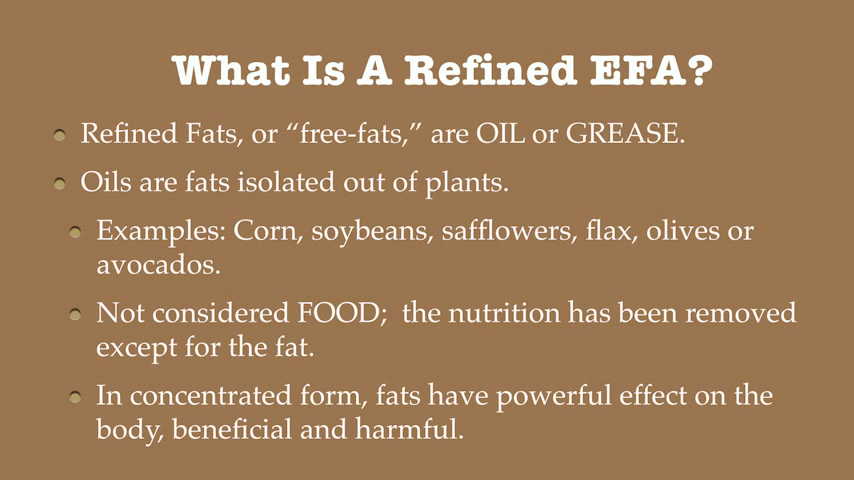 What Is A Refined EFA?
Refined Fats, or “free-fats,” are OIL or GREASE.
Oils are fats isolated out of plants.
Examples: Corn, soybeans, safflowers, flax, olives or
avocados.
Not considered FOOD;  the nutrition has been removed
except for the fat.
In concentrated form, fats have powerful effect on the
body, beneficial and harmful.